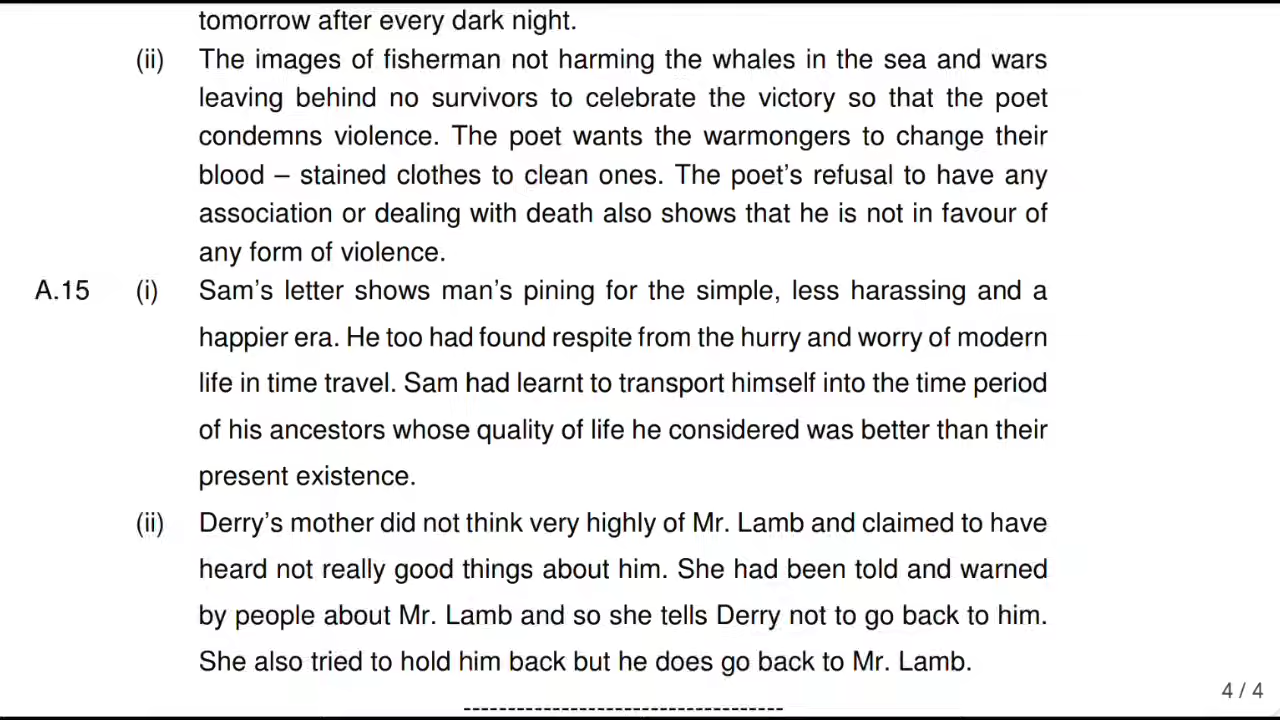 tomorrow after every dark night.
(ii) The images of fisherman not harming the whales in the sea and wars
leaving behind no survivors to celebrate the victory so that the poet
condemns violence. The poet wants the warmongers to change their
blood – stained clothes to clean ones. The poet’s refusal to have any
association or dealing with death also shows that he is not in favour of
any form of violence.
A.15 (i) Sam’s letter shows man’s pining for the simple, less harassing and a
happier era. He too had found respite from the hurry and worry of modern
life in time travel. Sam had learnt to transport himself into the time period
of his ancestors whose quality of life he considered was better than their
present existence.
(ii) Derry’s mother did not think very highly of Mr. Lamb and claimed to have
heard not really good things about him. She had been told and warned
by people about Mr. Lamb and so she tells Derry not to go back to him.
She also tried to hold him back but he does go back to Mr. Lamb.
4 / 4
------------------------------------